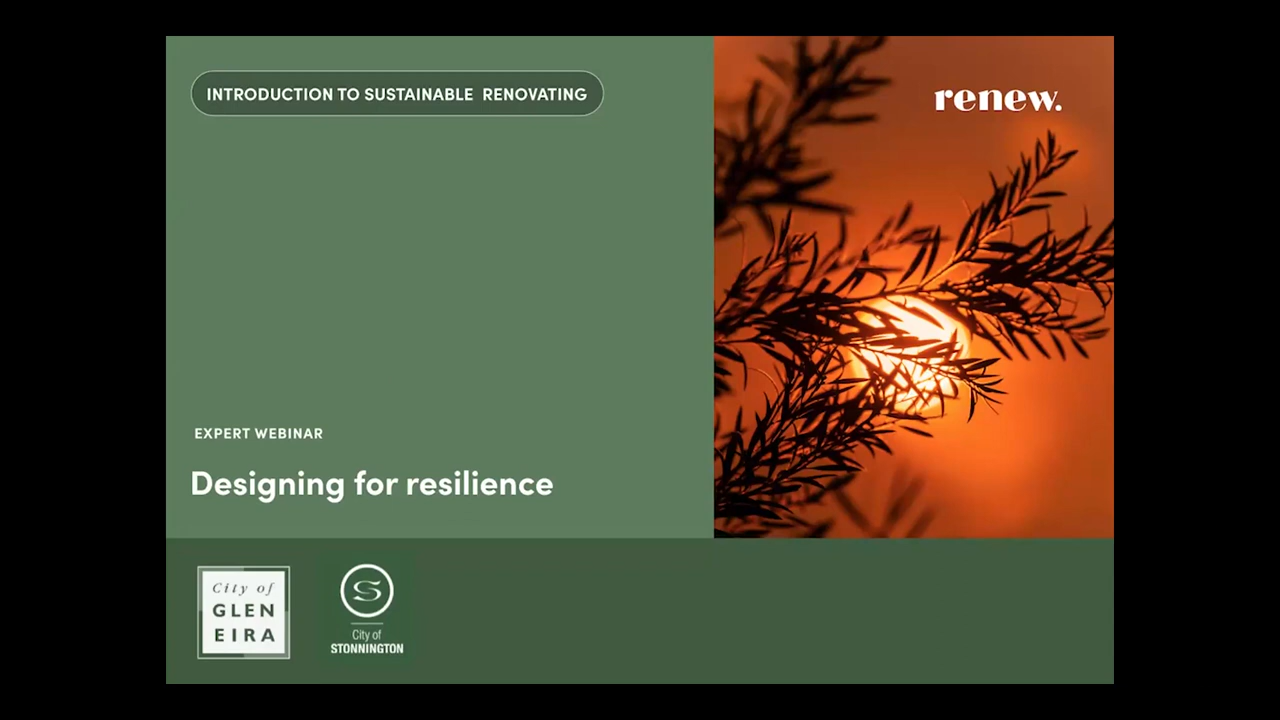 INTRODUCTION TO SUSTAINABLE RENOVATING
renew.
EXPERT WEBINAR
Designing for resilience
City of
GLEN
EIRA
S
City of
STONNINGTON